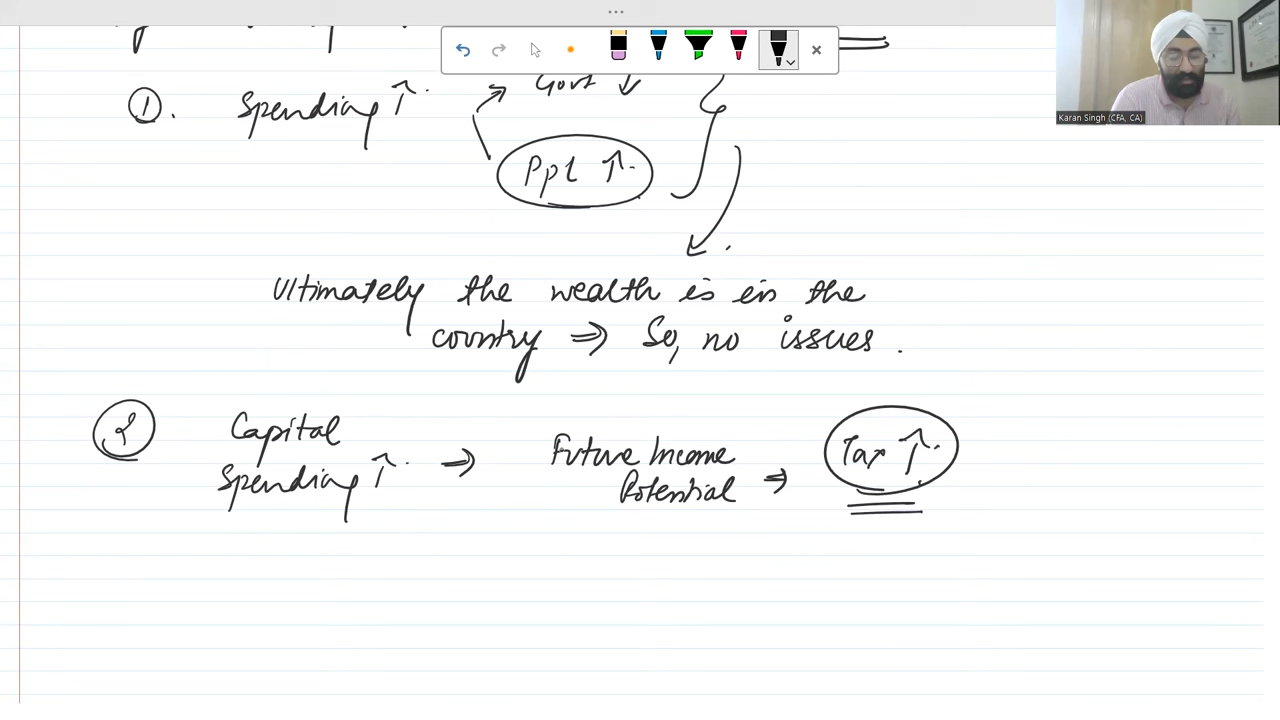 Govt ↓
①. Spending ↑
Ppl ↑
Ultimately the wealth is in the
country ⇒ So, no issues.
② Capital
Spending ↑ ⇒ Future Income
Potential ⇒ Tax ↑
Karan Singh (CFA, CA)